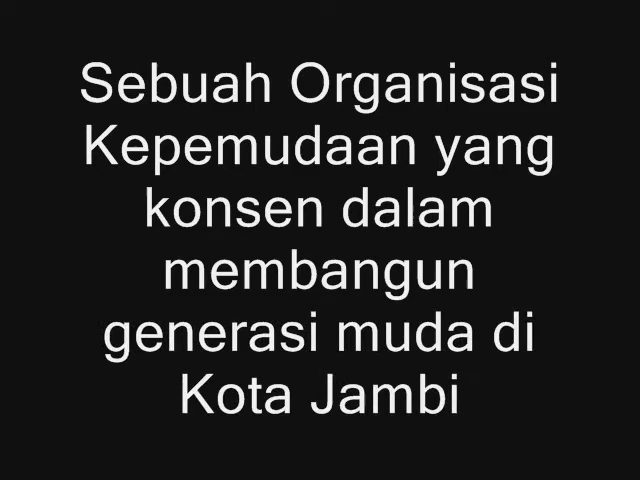 Sebuah Organisasi
Kepemudaan yang
konsen dalam
membangun
generasi muda di
Kota Jambi